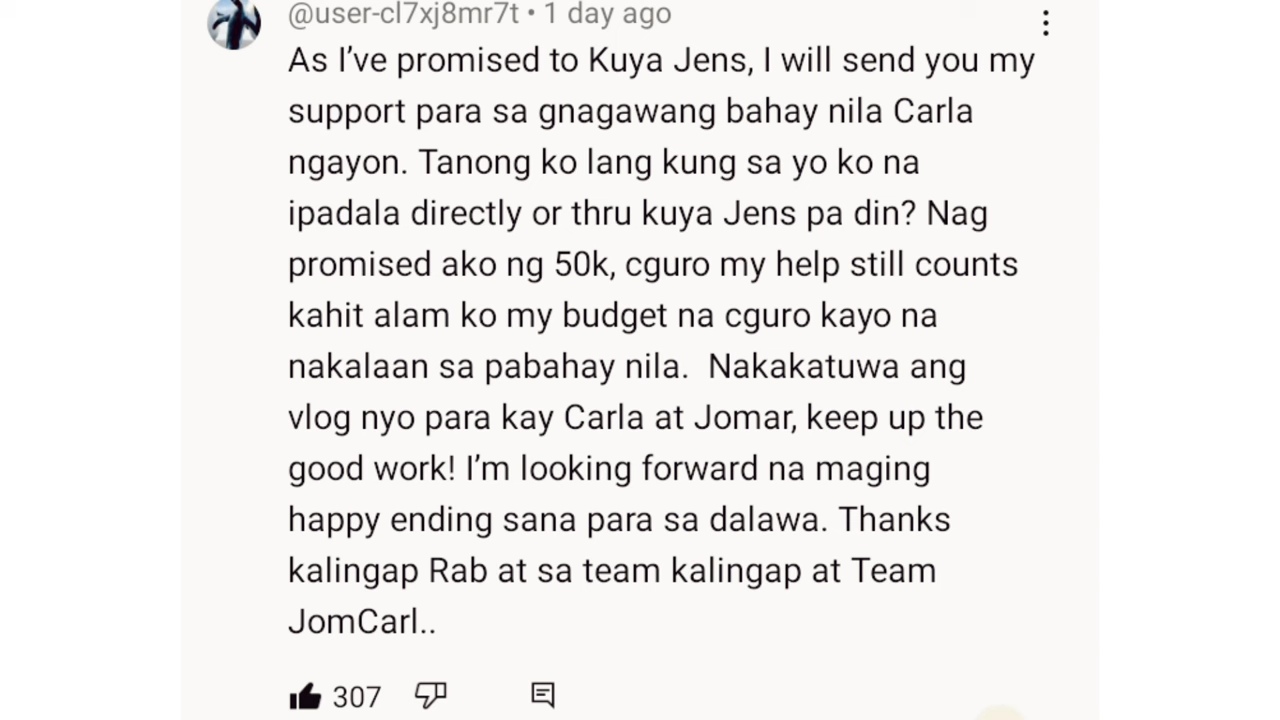 @user-cl7xj8mr7t • 1 day ago
As I’ve promised to Kuya Jens, I will send you my
support para sa gnagawang bahay nila Carla
ngayon. Tanong ko lang kung sa yo ko na
ipadala directly or thru kuya Jens pa din? Nag
promised ako ng 50k, cguro my help still counts
kahit alam ko my budget na cguro kayo na
nakalaan sa pabahay nila.  Nakakatuwa ang
vlog nyo para kay Carla at Jomar, keep up the
good work! I’m looking forward na maging
happy ending sana para sa dalawa. Thanks
kalingap Rab at sa team kalingap at Team
JomCarl..
307